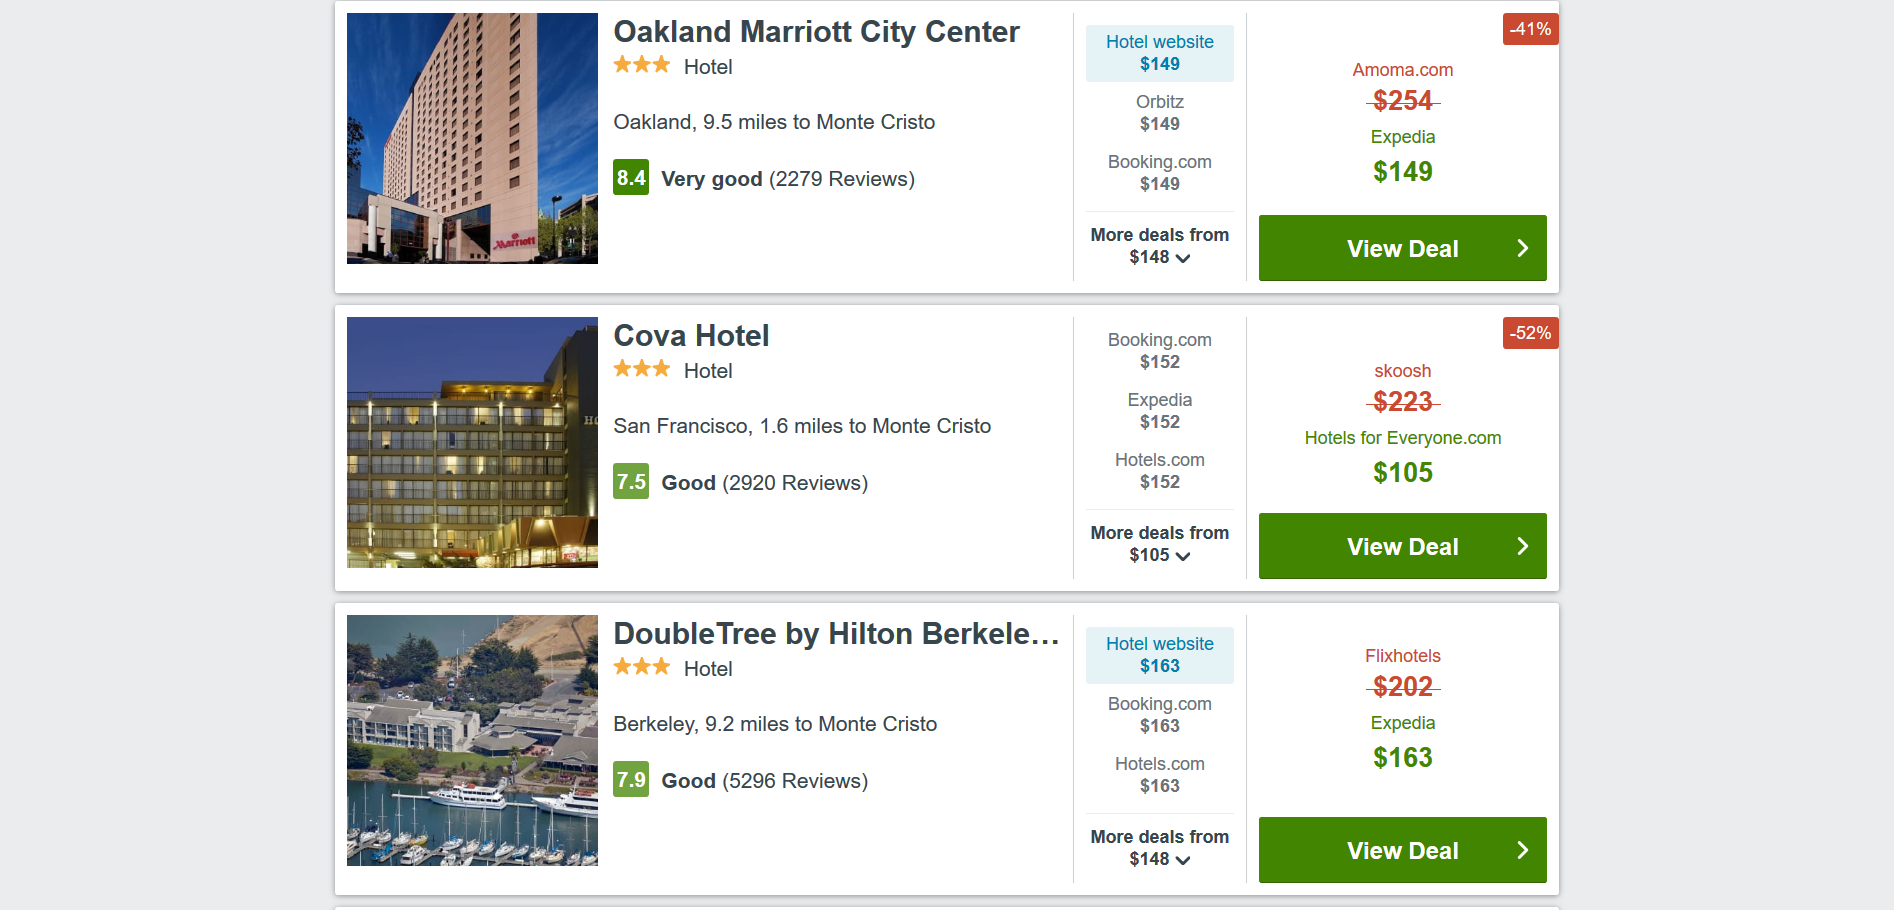 Oakland Marriott City Center
Hotel
Oakland, 9.5 miles to Monte Cristo
8.4 Very good (2279 Reviews)
Marriott
Hotel website
$149
Orbitz
$149
Booking.com
$149
More deals from
$148
-41%
Amoma.com
$254
Expedia
$149
View Deal
Cova Hotel
Hotel
San Francisco, 1.6 miles to Monte Cristo
7.5 Good (2920 Reviews)
HO
Booking.com
$152
Expedia
$152
Hotels.com
$152
More deals from
$105
-52%
skoosh
$223
Hotels for Everyone.com
$105
View Deal
DoubleTree by Hilton Berkele...
Hotel
Berkeley, 9.2 miles to Monte Cristo
7.9 Good (5296 Reviews)
Hotel website
$163
Booking.com
$163
Hotels.com
$163
More deals from
$148
Flixhotels
$202
Expedia
$163
View Deal